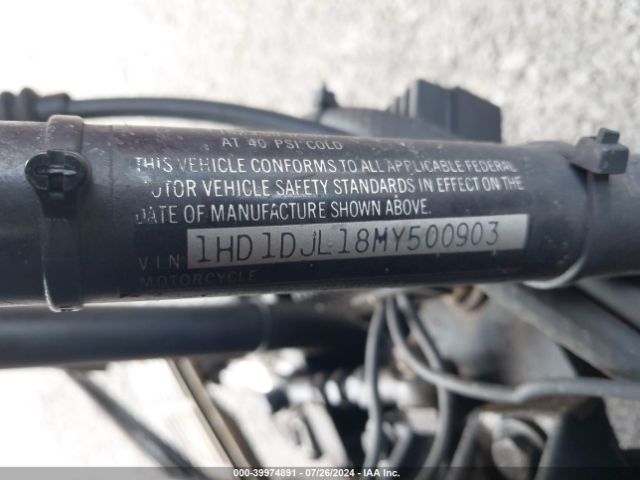 AT 40 PSI COLD
THIS VEHICLE CONFORMS TO ALL APPLICABLE FEDERAL
MOTOR VEHICLE SAFETY STANDARDS IN EFFECT ON THE
DATE OF MANUFACTURE SHOWN ABOVE.
V.I.N 1HD1DJL18MY500903
MOTORCYCLE
000-39974891 - 07/26/2024 - IAA Inc.